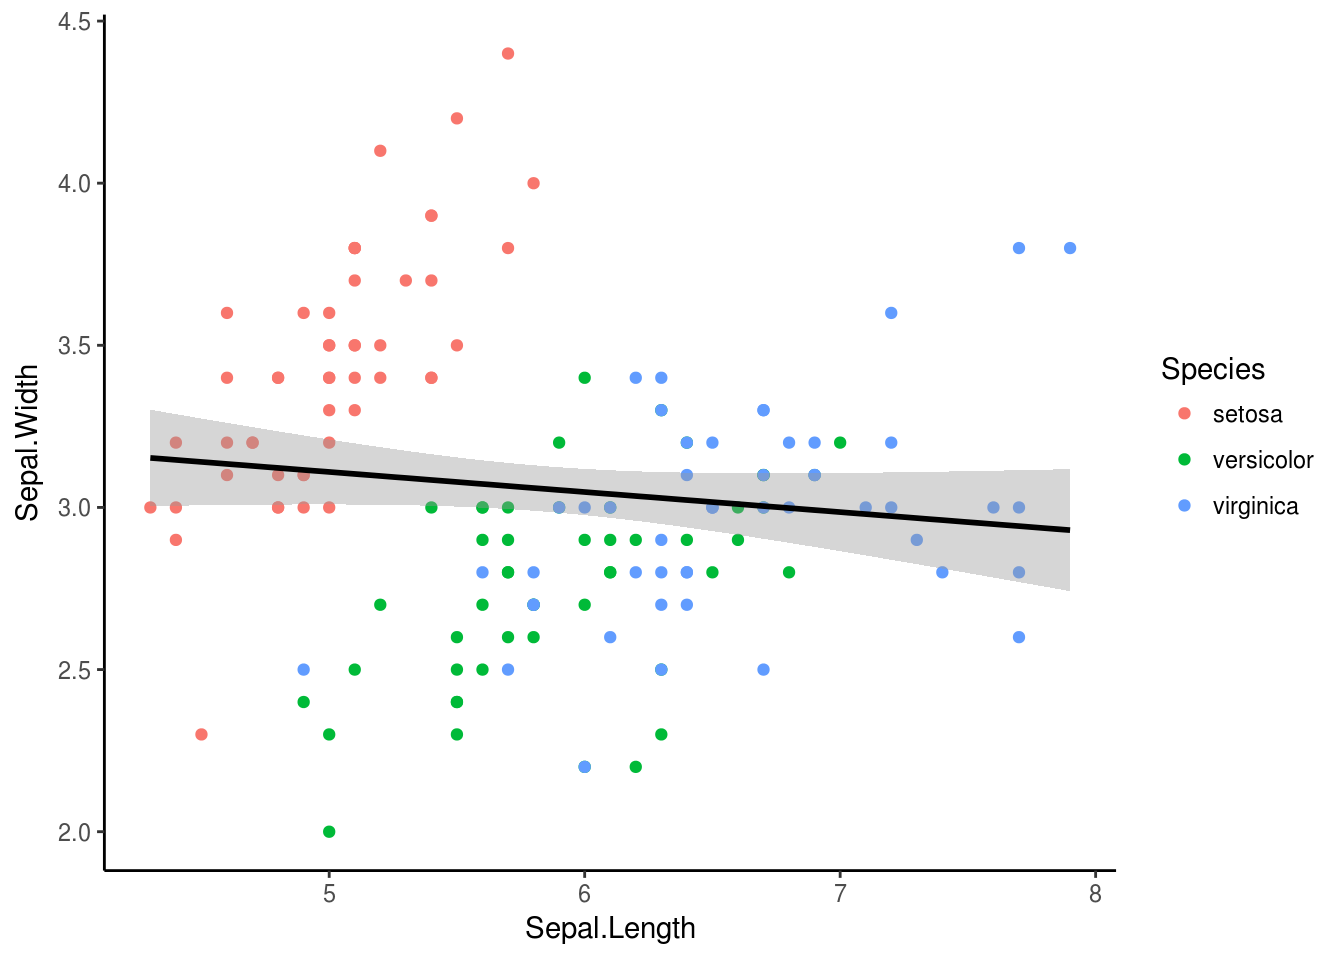 4.5
4.0
3.5
3.0
2.5
2.0
Sepal.Width
5 6 7 8
Sepal.Length
Species
setosa
versicolor
virginica